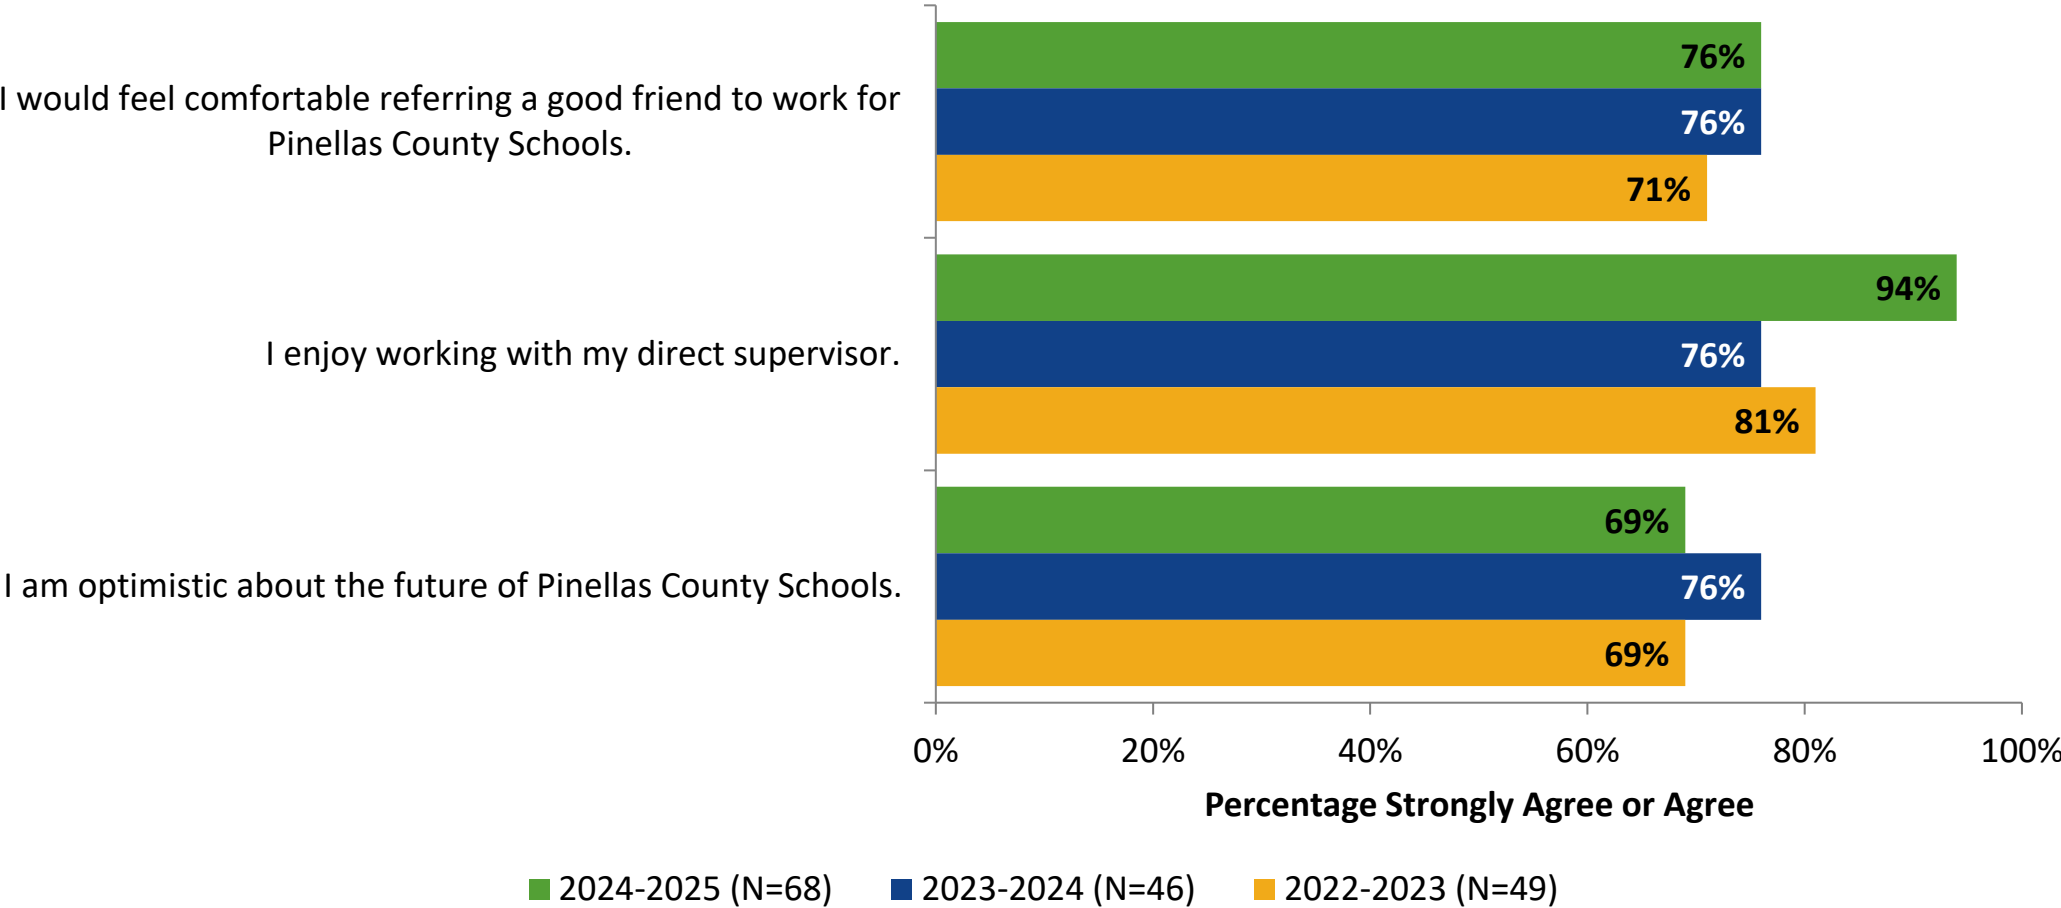 I would feel comfortable referring a good friend to work for
Pinellas County Schools.
76%
76%
71%
I enjoy working with my direct supervisor.
94%
76%
81%
I am optimistic about the future of Pinellas County Schools.
69%
76%
69%
0% 20% 40% 60% 80% 100%
Percentage Strongly Agree or Agree
2024-2025 (N=68) 2023-2024 (N=46) 2022-2023 (N=49)